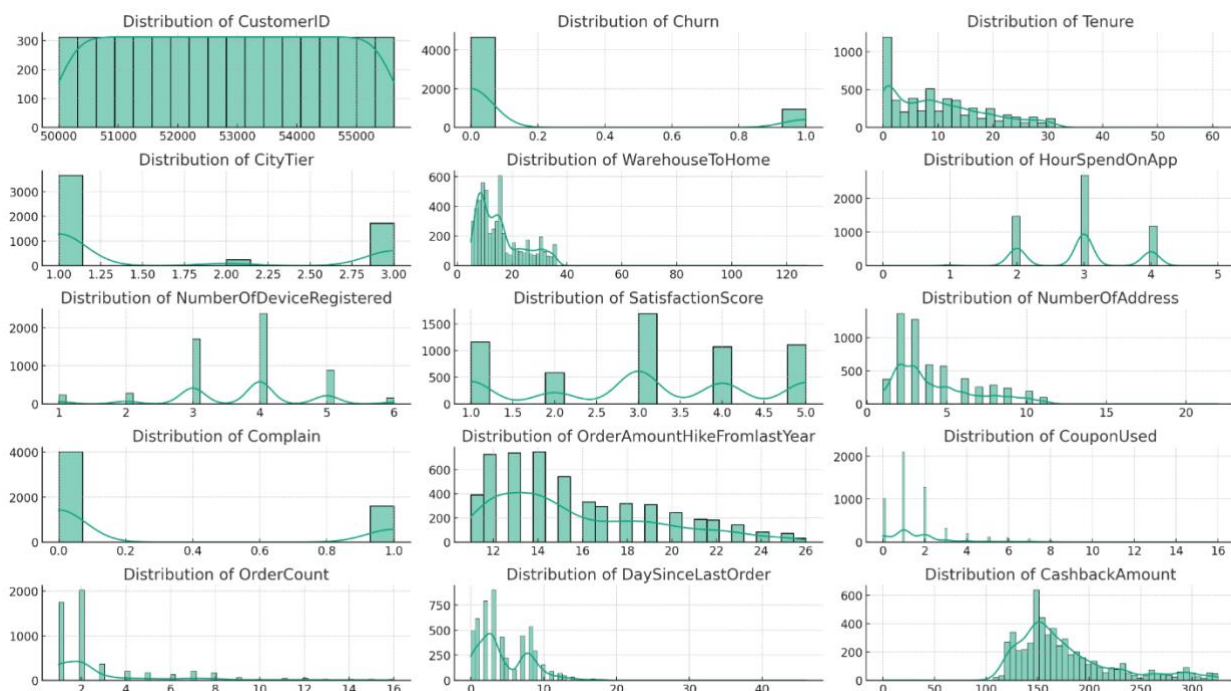 Distribution of CustomerID
300
200
100
0
50000 51000 52000 53000 54000 55000
Distribution of Churn
4000
2000
0
0.0 0.2 0.4 0.6 0.8 1.0
Distribution of Tenure
1000
500
0
0 10 20 30 40 50 60
Distribution of CityTier
3000
2000
1000
0
1.00 1.25 1.50 1.75 2.00 2.25 2.50 2.75 3.00
Distribution of WarehouseToHome
600
400
200
0
20 40 60 80 100 120
Distribution of HourSpendOnApp
2000
1000
0
0 1 2 3 4 5
Distribution of NumberOfDeviceRegistered
2000
1000
0
1 2 3 4 5 6
Distribution of SatisfactionScore
1500
1000
500
0
1.0 1.5 2.0 2.5 3.0 3.5 4.0 4.5 5.0
Distribution of NumberOfAddress
1000
500
0
5 10 15 20
Distribution of Complain
4000
2000
0
0.0 0.2 0.4 0.6 0.8 1.0
Distribution of OrderAmountHikeFromlastYear
600
400
200
0
12 14 16 18 20 22 24 26
Distribution of CouponUsed
2000
1000
0
0 2 4 6 8 10 12 14 16
Distribution of OrderCount
2000
1000
0
2 4 6 8 10 12 14 16
Distribution of DaySinceLastOrder
750
500
250
0
0 10 20 30 40
Distribution of CashbackAmount
600
400
200
0
0 50 100 150 200 250 300